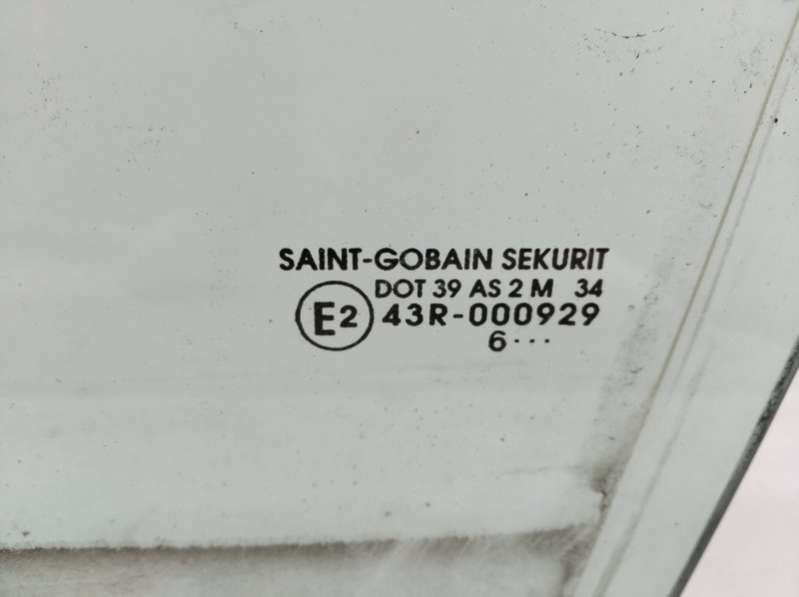 SAINT-GOBAIN SEKURIT
DOT 39 AS 2 M 34
E2 43R-000929
6···